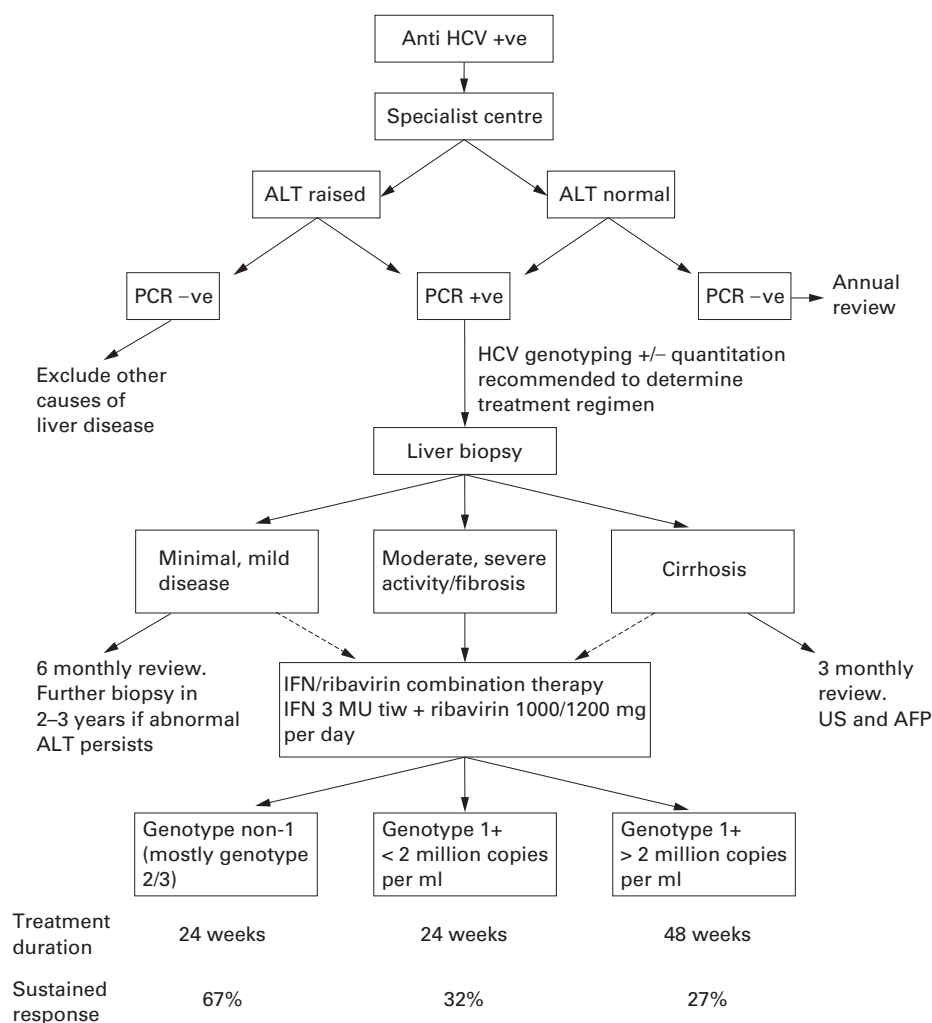 Anti HCV +ve
Specialist centre
ALT raised
ALT normal
PCR −ve
PCR +ve
PCR −ve
Annual
review
Exclude other
causes of
liver disease
HCV genotyping +/− quantitation
recommended to determine
treatment regimen
Liver biopsy
Minimal, mild
disease
Moderate, severe
activity/fibrosis
Cirrhosis
6 monthly review.
Further biopsy in
2–3 years if abnormal
ALT persists
IFN/ribavirin combination therapy
IFN 3 MU tiw + ribavirin 1000/1200 mg
per day
3 monthly
review.
US and AFP
Genotype non-1
(mostly genotype
2/3)
Genotype 1+
< 2 million copies
per ml
Genotype 1+
> 2 million copies
per ml
Treatment
duration
24 weeks
24 weeks
48 weeks
Sustained
response
67%
32%
27%